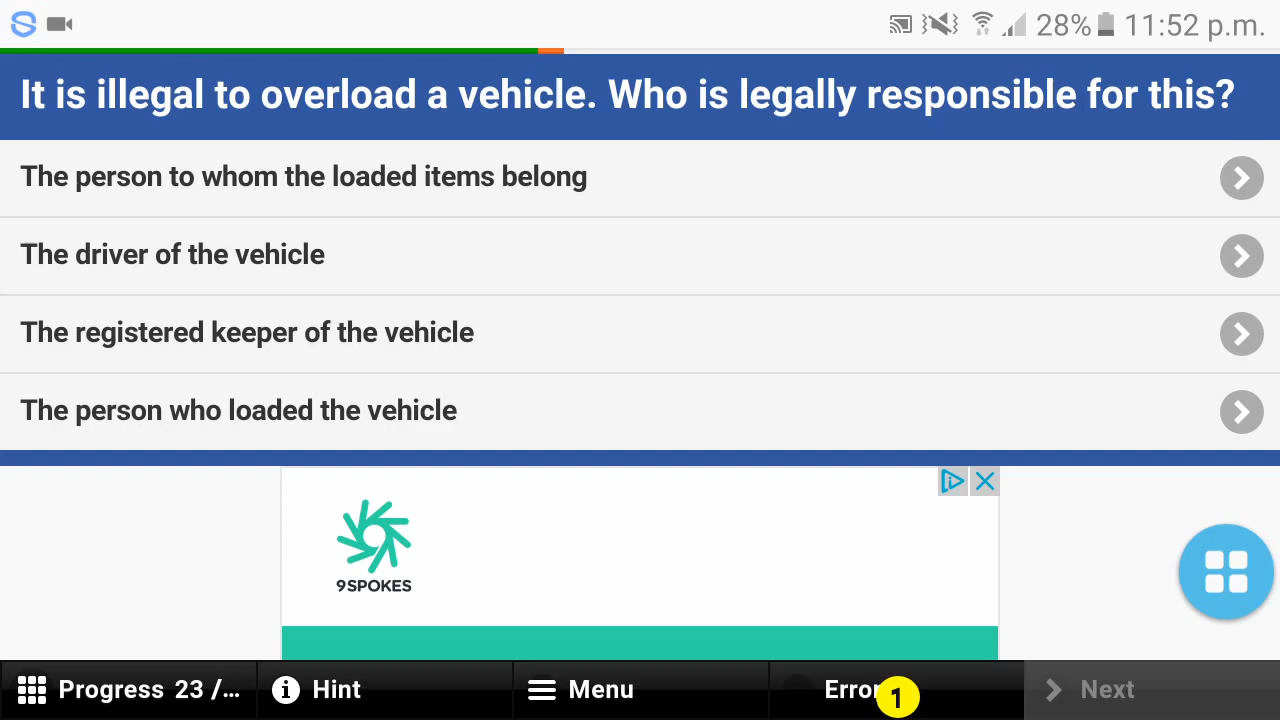 28% 11:52 p.m.
It is illegal to overload a vehicle. Who is legally responsible for this?
The person to whom the loaded items belong
The driver of the vehicle
The registered keeper of the vehicle
The person who loaded the vehicle
9SPOKES
Progress 23 /... Hint Menu Error 1 Next